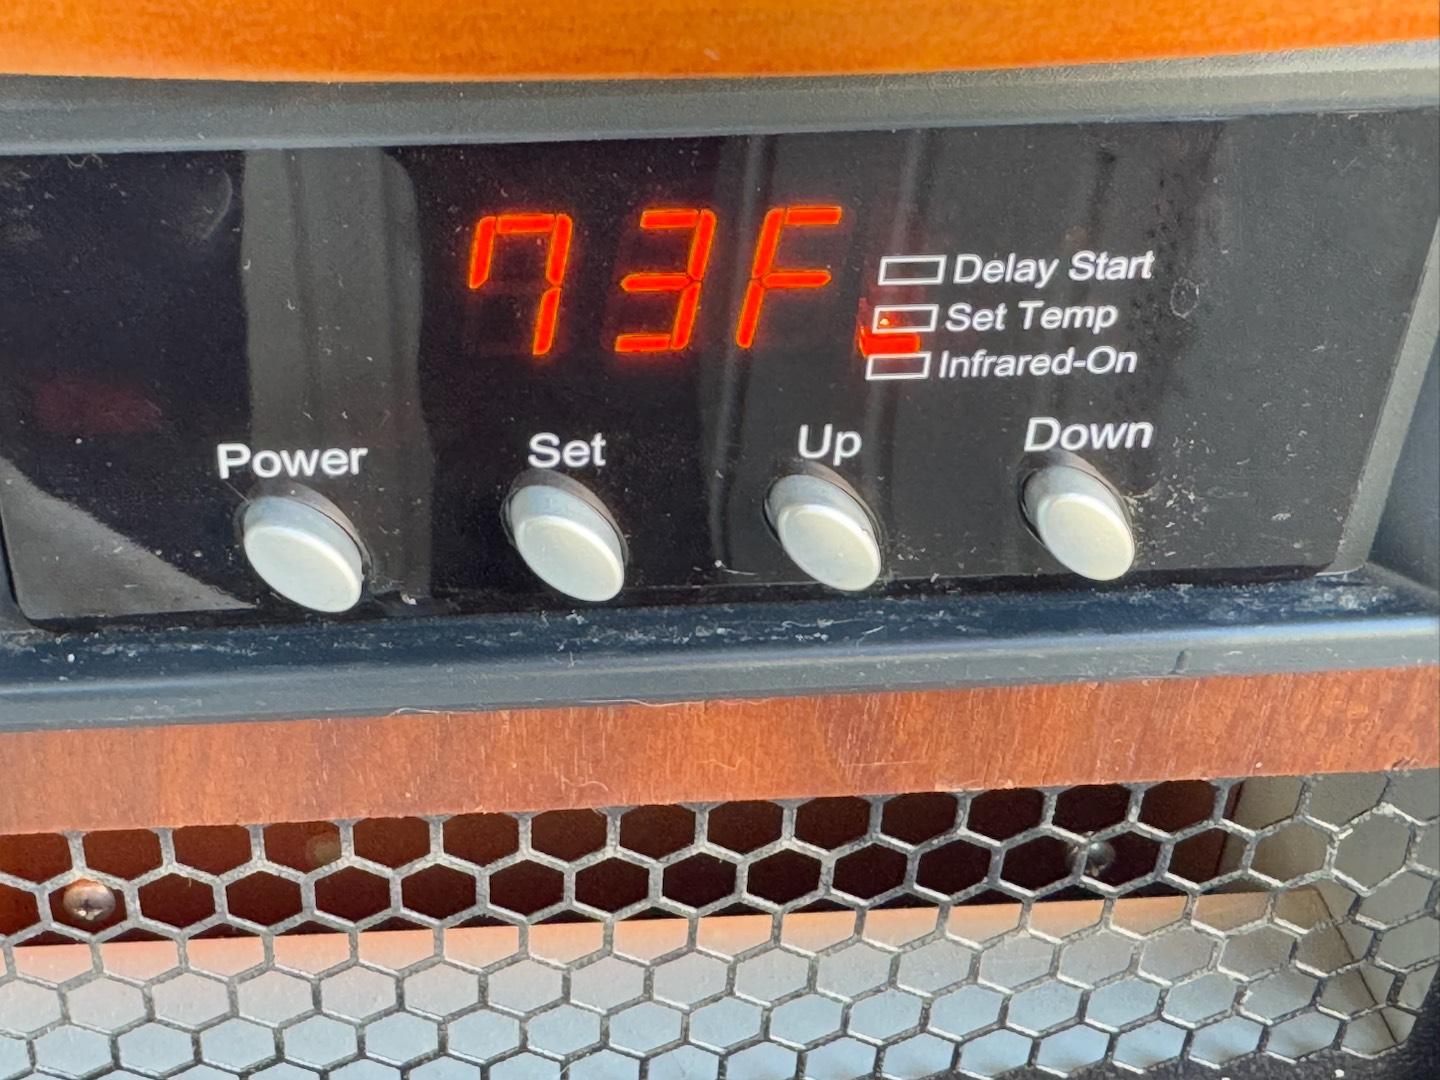 73F
Delay Start
Set Temp
Infrared-On
Power Set Up Down